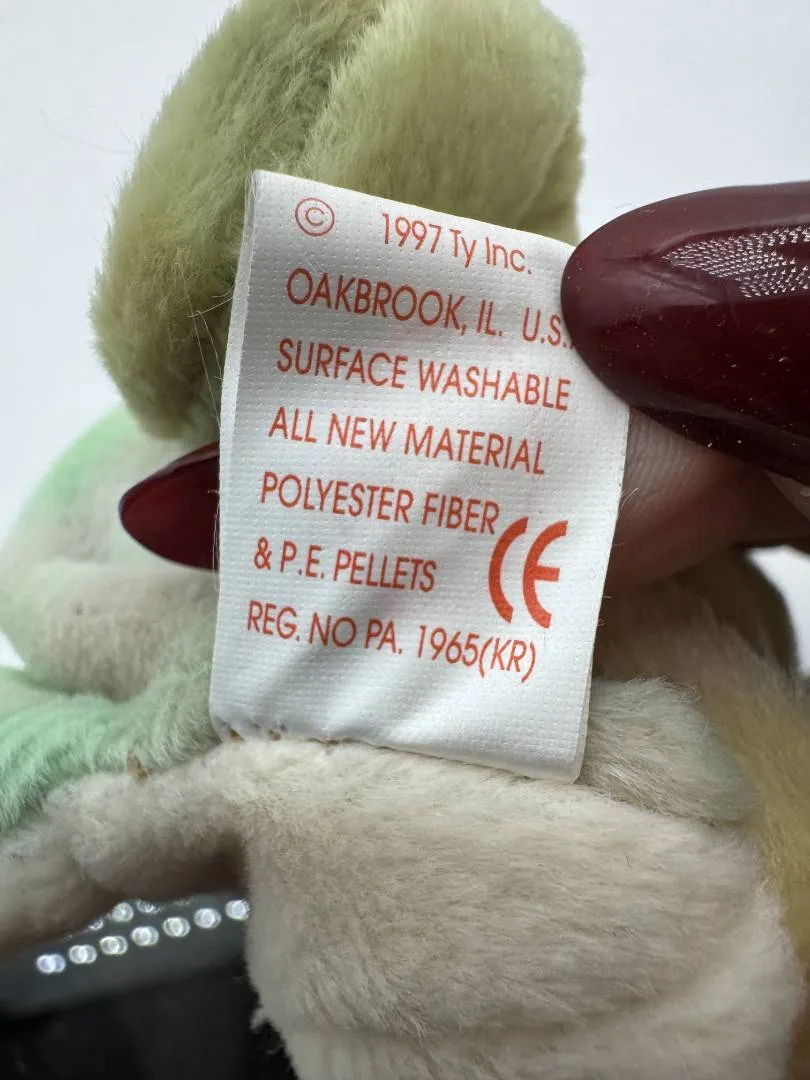 © 1997 Ty Inc.
OAKBROOK, IL. U.S.
SURFACE WASHABLE
ALL NEW MATERIAL
POLYESTER FIBER
& P.E. PELLETS
CE
REG. NO PA. 1965(KR)